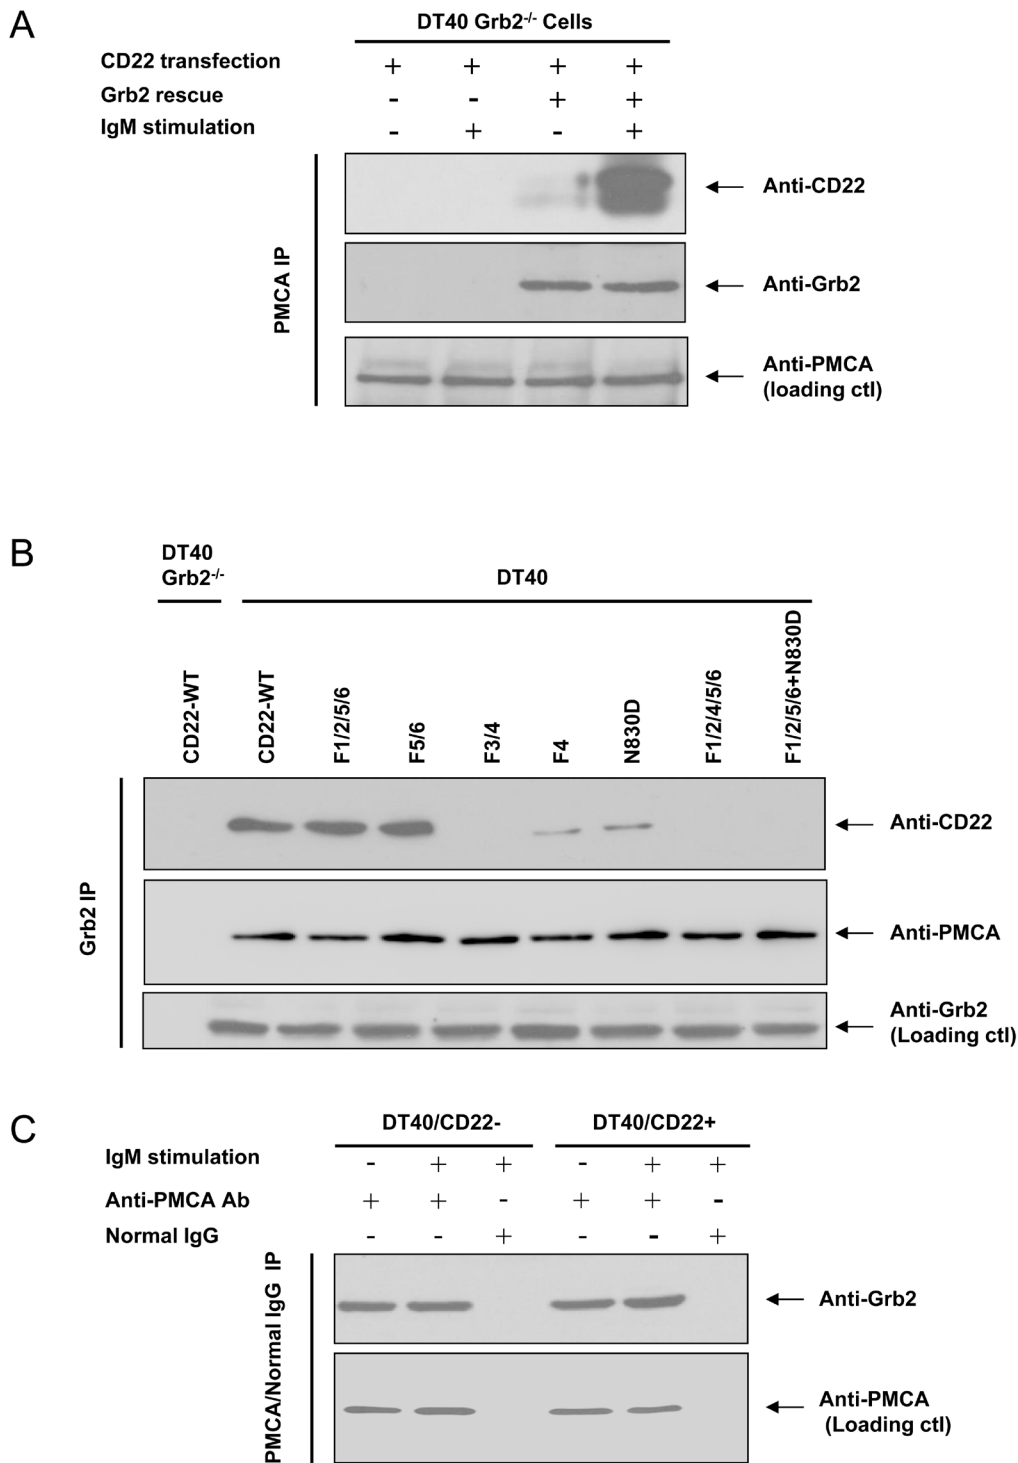 A
DT40 Grb2-/- Cells
CD22 transfection + + + +
Grb2 rescue - - + +
IgM stimulation - + - +
PMCA IP
Anti-CD22
Anti-Grb2
Anti-PMCA
(loading ctl)
B
DT40
Grb2-/-
DT40
CD22-WT
CD22-WT
F1/2/5/6
F5/6
F3/4
F4
N830D
F1/2/4/5/6
F1/2/5/6+N830D
Grb2 IP
Anti-CD22
Anti-PMCA
Anti-Grb2
(Loading ctl)
C
DT40/CD22- DT40/CD22+
IgM stimulation - + + - + +
Anti-PMCA Ab + + - + + -
Normal IgG - - + - - +
PMCA/Normal IgG IP
Anti-Grb2
Anti-PMCA
(Loading ctl)